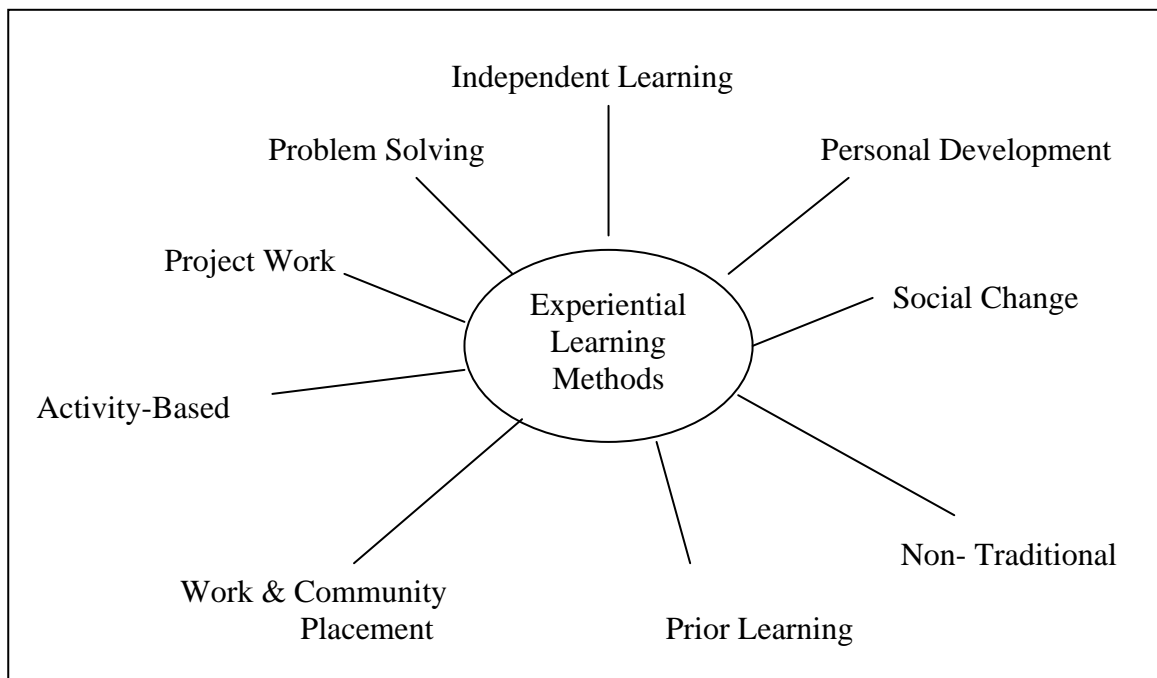 Independent Learning
Problem Solving
Personal Development
Project Work
Social Change
Experiential
Learning
Methods
Activity-Based
Non- Traditional
Work & Community
Placement
Prior Learning